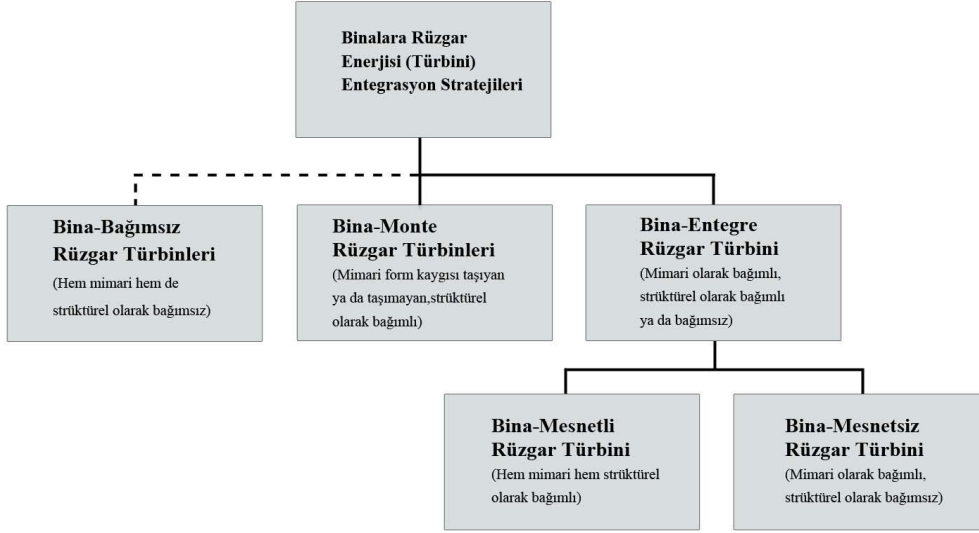 Binalara Rüzgar
Enerjisi (Türbini)
Entegrasyon Stratejileri
Bina-Bağımsız
Rüzgar Türbinleri
(Hem mimari hem de
strüktürel olarak bağımsız)
Bina-Monte
Rüzgar Türbinleri
(Mimari form kaygısı taşıyan
ya da taşımayan,strüktürel
olarak bağımlı)
Bina-Entegre
Rüzgar Türbini
(Mimari olarak bağımlı,
strüktürel olarak bağımlı
ya da bağımsız)
Bina-Mesnetli
Rüzgar Türbini
(Hem mimari hem strüktürel
olarak bağımlı)
Bina-Mesnetsiz
Rüzgar Türbini
(Mimari olarak bağımlı,
strüktürel olarak bağımsız)